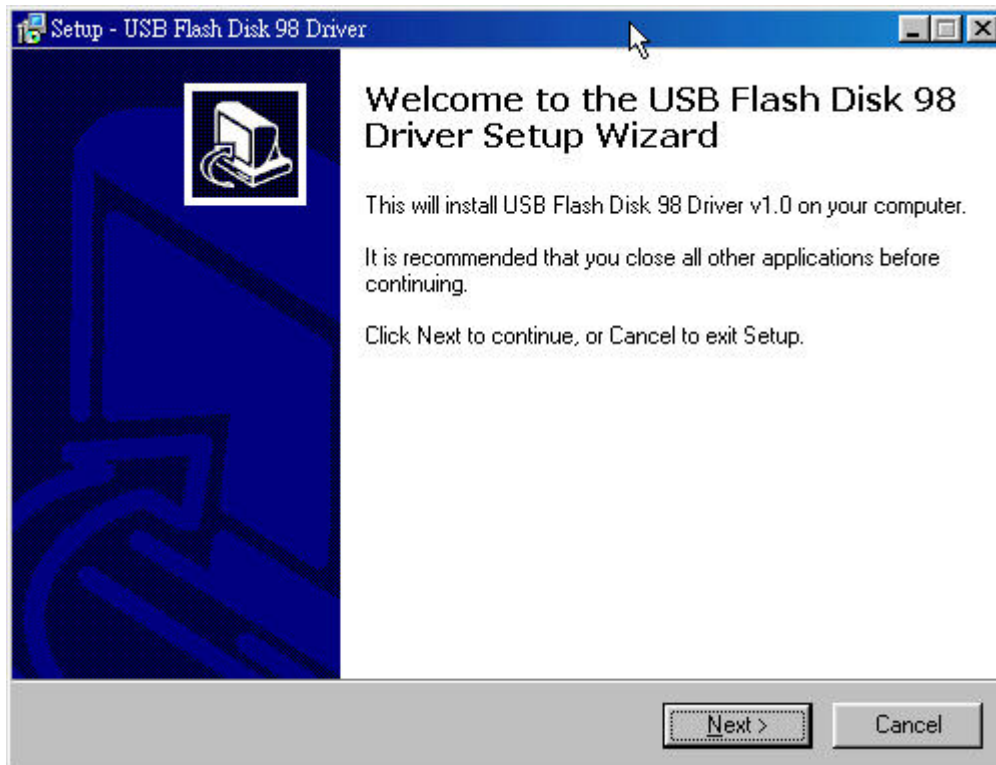 Setup - USB Flash Disk 98 Driver
Welcome to the USB Flash Disk 98
Driver Setup Wizard
This will install USB Flash Disk 98 Driver v1.0 on your computer.
It is recommended that you close all other applications before
continuing.
Click Next to continue, or Cancel to exit Setup.
Next >
Cancel